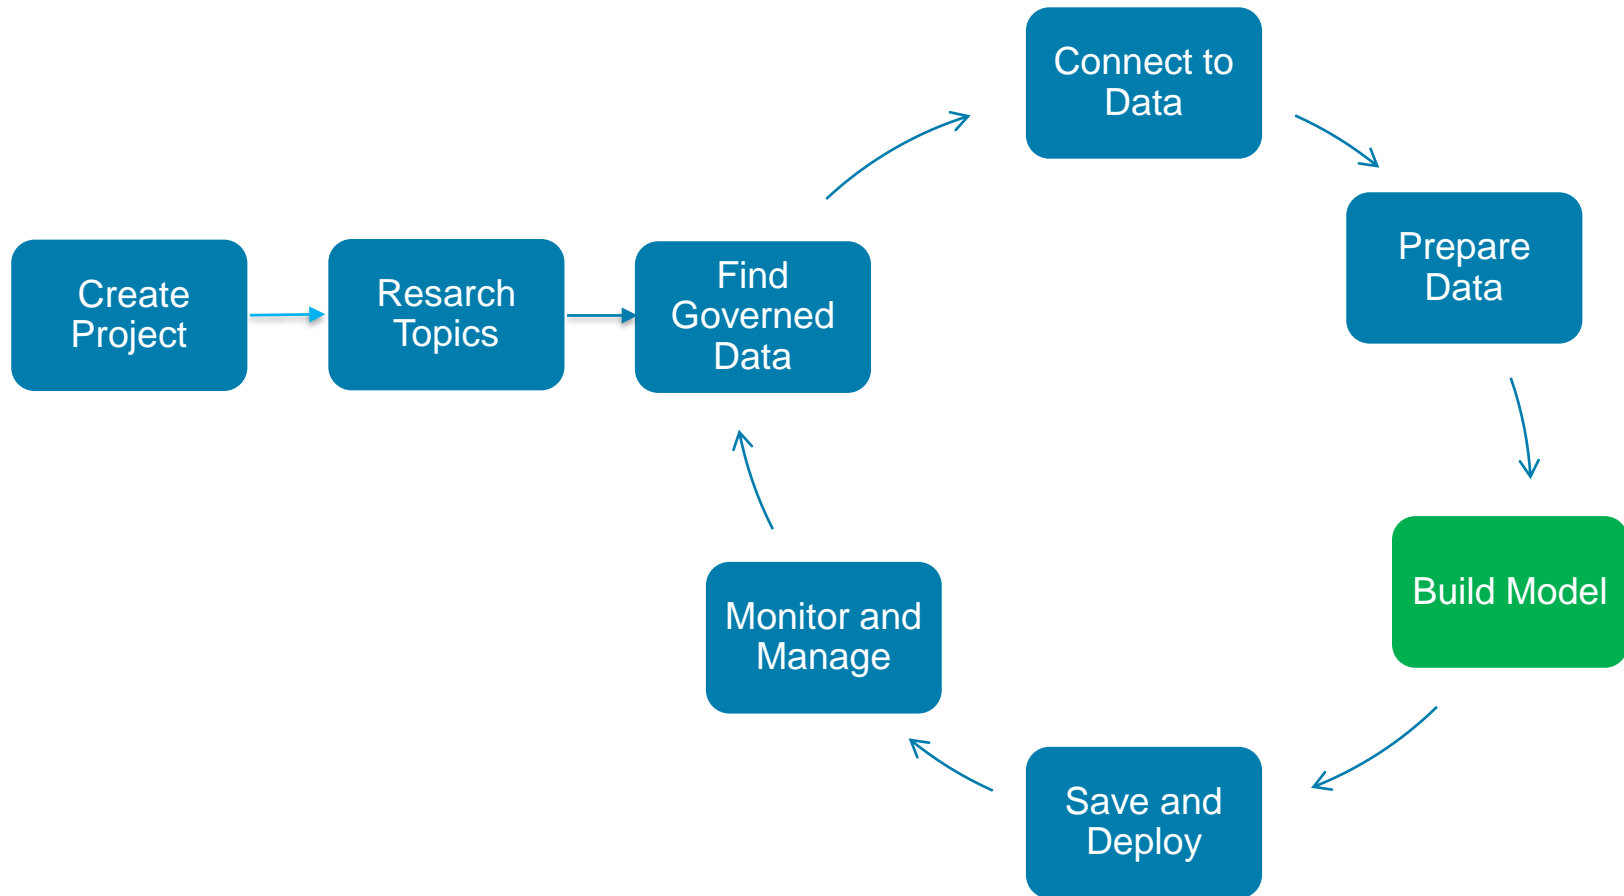 Create
Project
Resarch
Topics
Find
Governed
Data
Connect to
Data
Prepare
Data
Build Model
Save and
Deploy
Monitor and
Manage